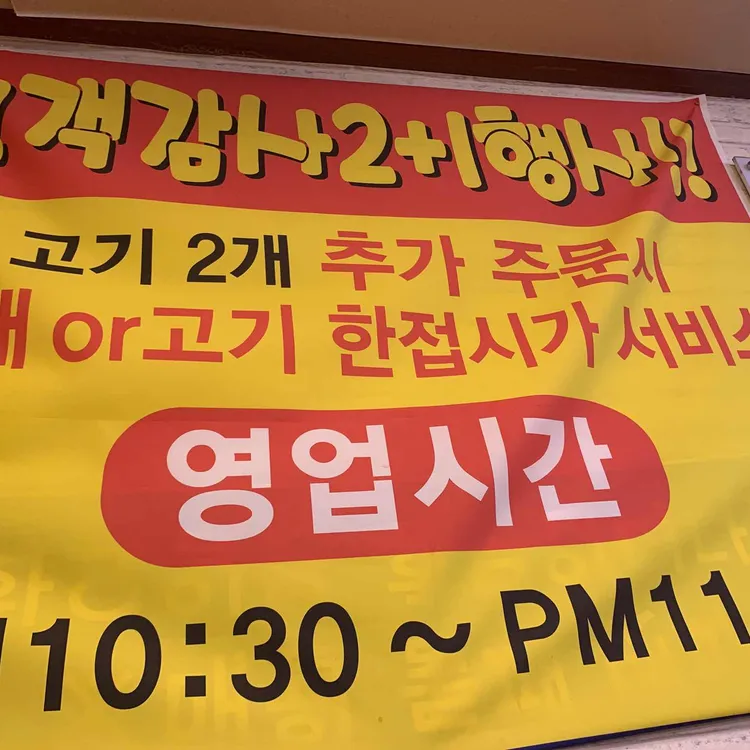 객감사2+1행사!
고기 2개 추가 주문시
or고기 한접시가 서비스
영업시간
10:30 ~ PM11